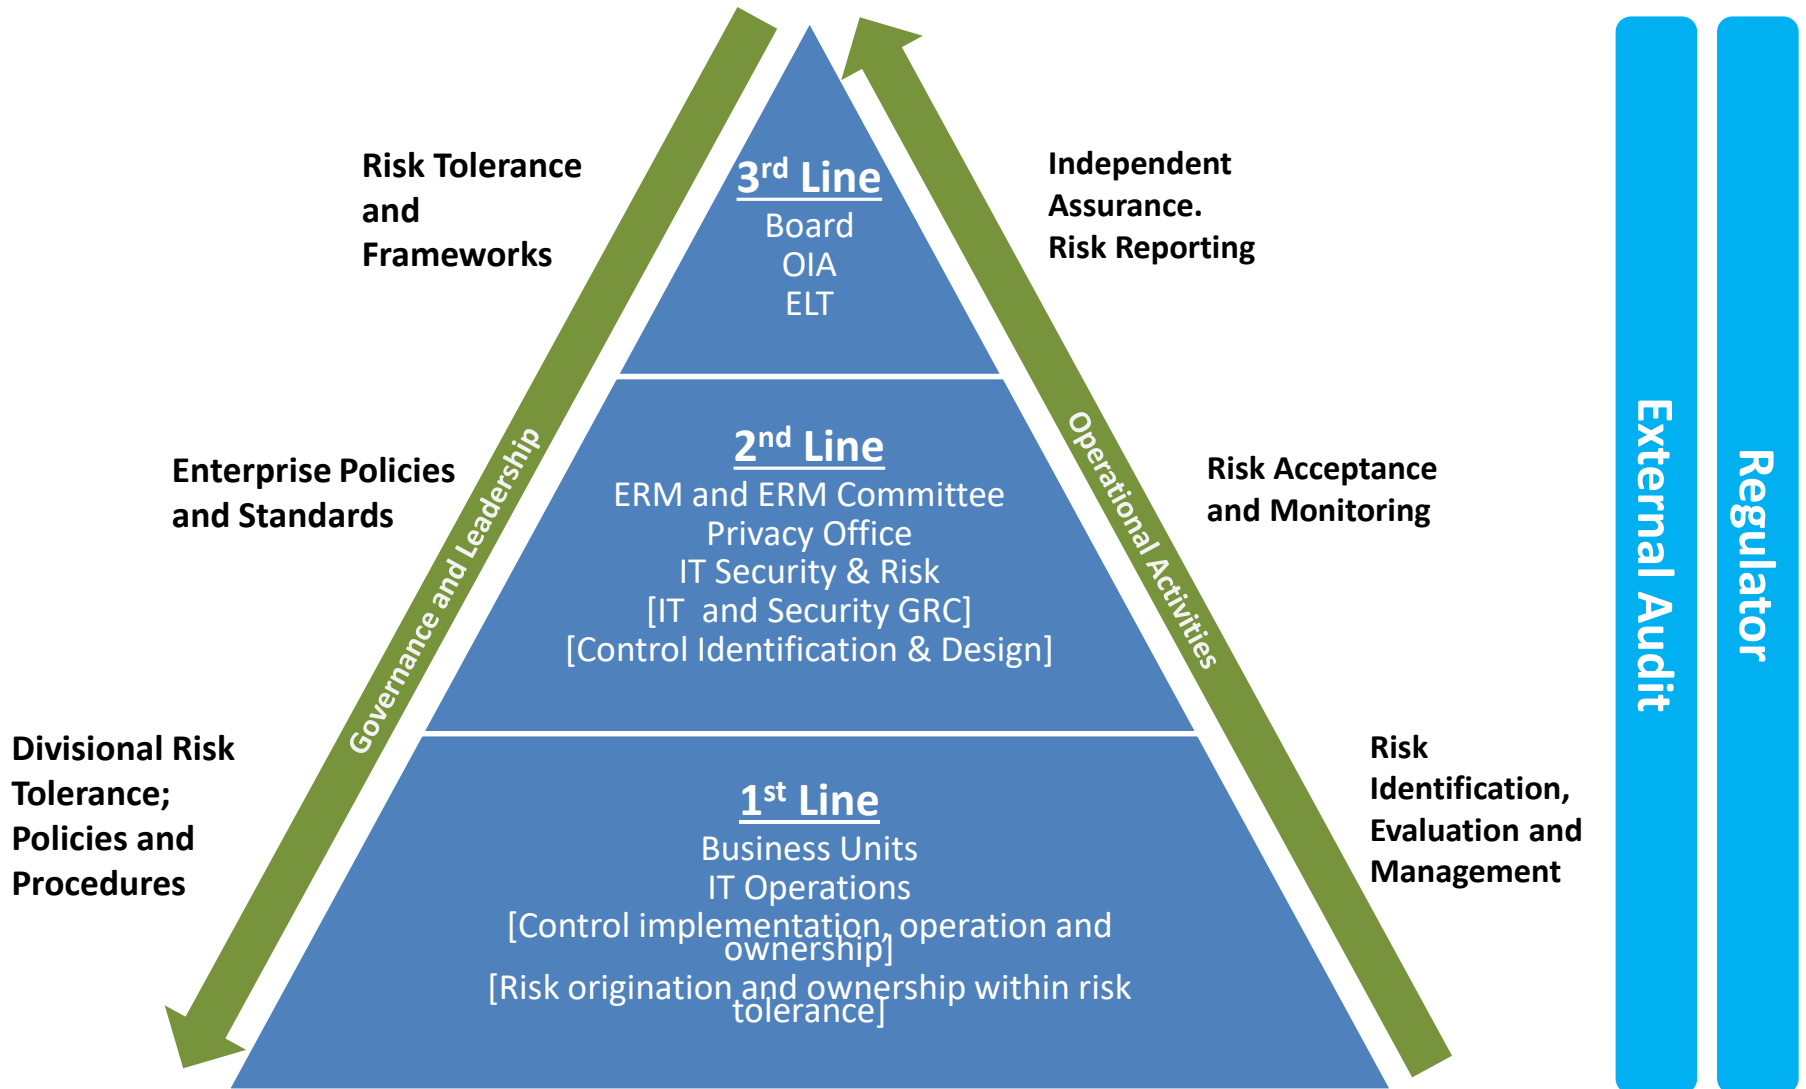 Risk Tolerance
and
Frameworks
3rd Line
Board
OIA
ELT
Independent
Assurance.
Risk Reporting
Enterprise Policies
and Standards
Governance and Leadership
2nd Line
ERM and ERM Committee
Privacy Office
IT Security & Risk
[IT  and Security GRC]
[Control Identification & Design]
Operational Activities
Risk Acceptance
and Monitoring
Divisional Risk
Tolerance;
Policies and
Procedures
1st Line
Business Units
IT Operations
[Control implementation, operation and
ownership]
[Risk origination and ownership within risk
tolerance]
Risk
Identification,
Evaluation and
Management
External Audit
Regulator